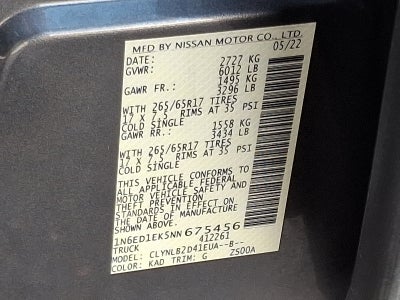 MFD BY NISSAN MOTOR CO., LTD.
DATE: 05/22
GVWR: 2727 KG
6012 LB
GAWR FR.: 1495 KG
3296 LB
WITH 265/65R17 TIRES
17 x 7.5 RIMS AT 35 PSI
COLD SINGLE
GAWR RR.: 1558 KG
3434 LB
WITH 265/65R17 TIRES
17 x 7.5 RIMS AT 35 PSI
COLD SINGLE
THIS VEHICLE CONFORMS TO
ALL APPLICABLE FEDERAL
MOTOR VEHICLE SAFETY AND
THEFT PREVENTION
STANDARDS IN EFFECT ON
THE DATE OF MANUFACTURE
SHOWN ABOVE.
1N6ED1EK5NN675456
TRUCK 412261
MODEL: CLYNLB2D41EUA--B--
COLOR: KAD TRIM: G ZS00A